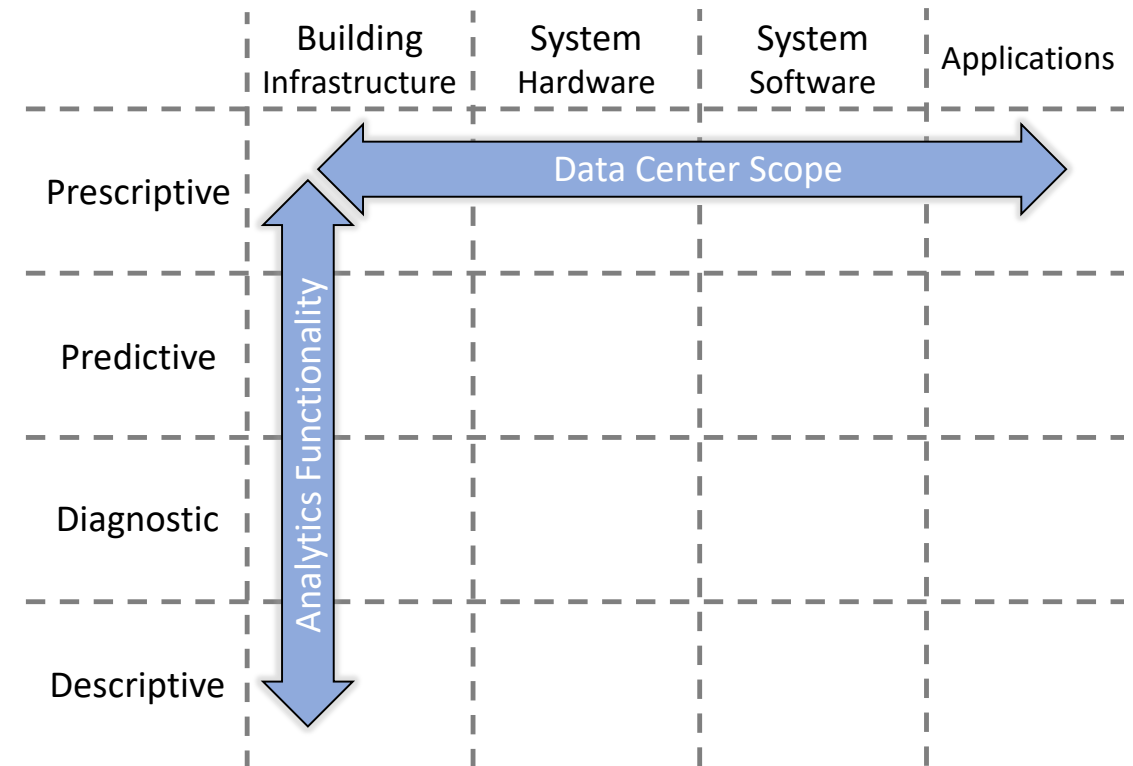 Building
Infrastructure
System
Hardware
System
Software
Applications
Prescriptive
Data Center Scope
Analytics Functionality
Predictive
Diagnostic
Descriptive